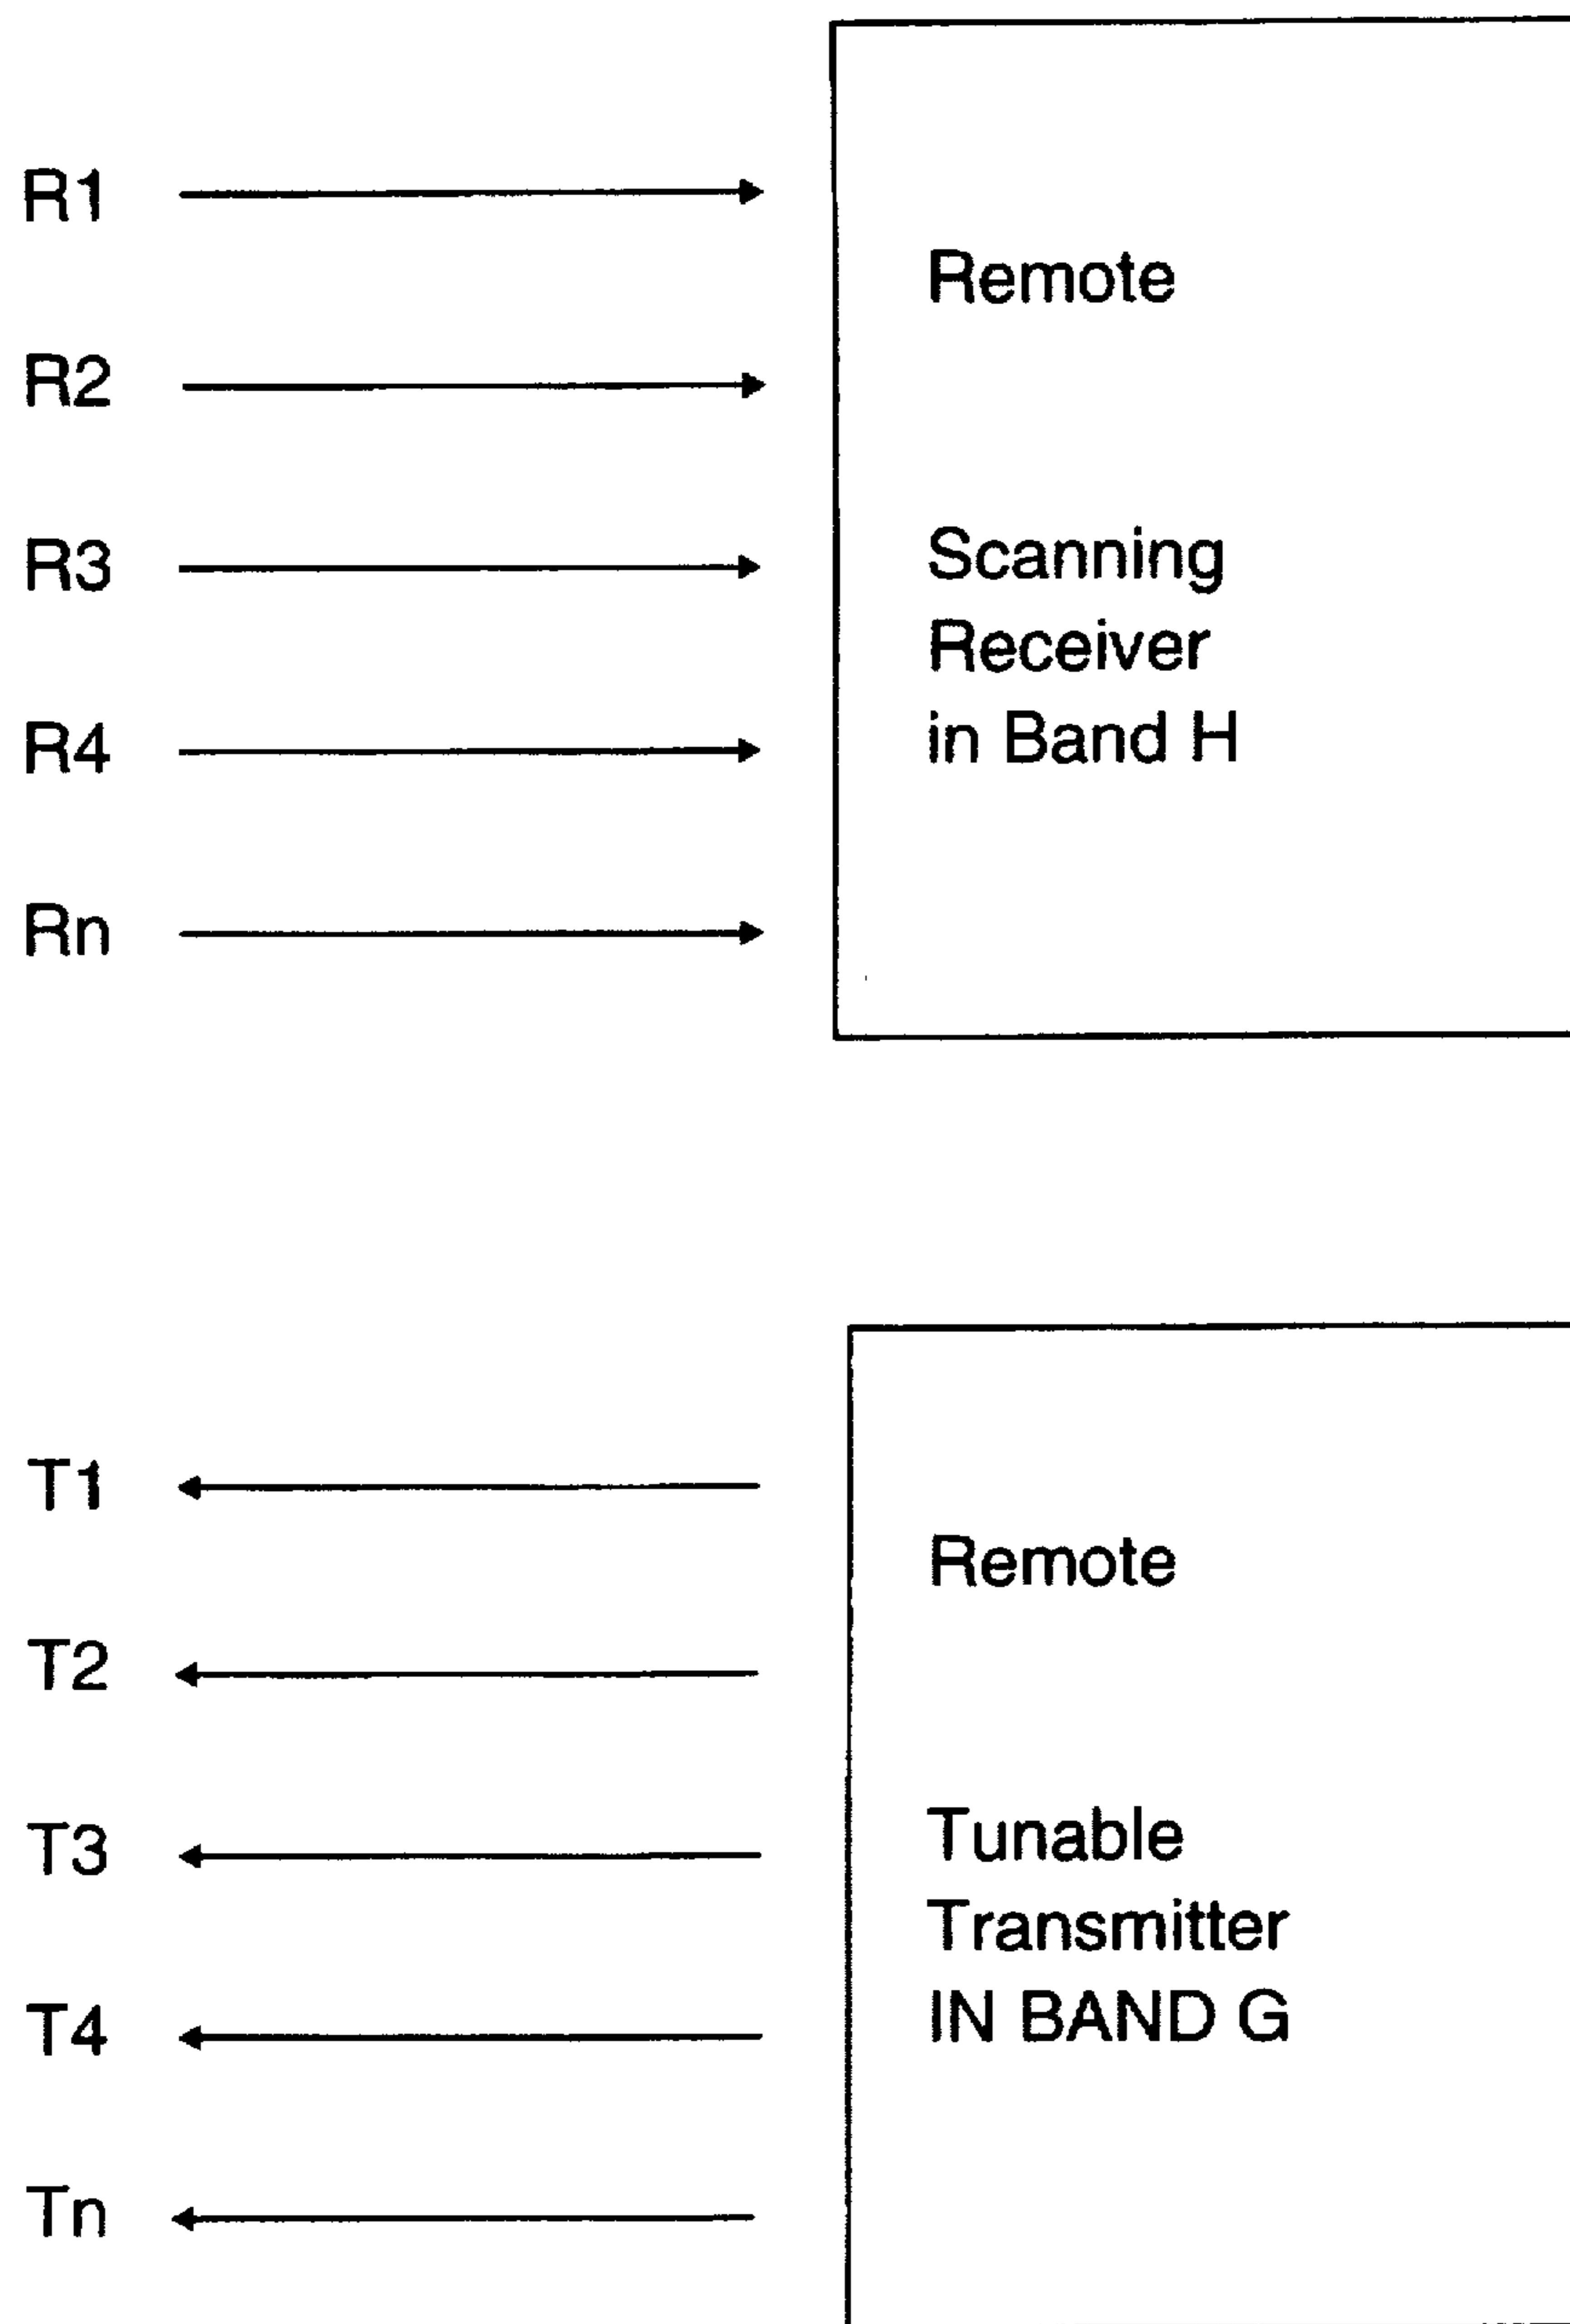 R1
R2
R3
R4
Rn
Remote
Scanning
Receiver
in Band H
T1
T2
T3
T4
Tn
Remote
Tunable
Transmitter
IN BAND G